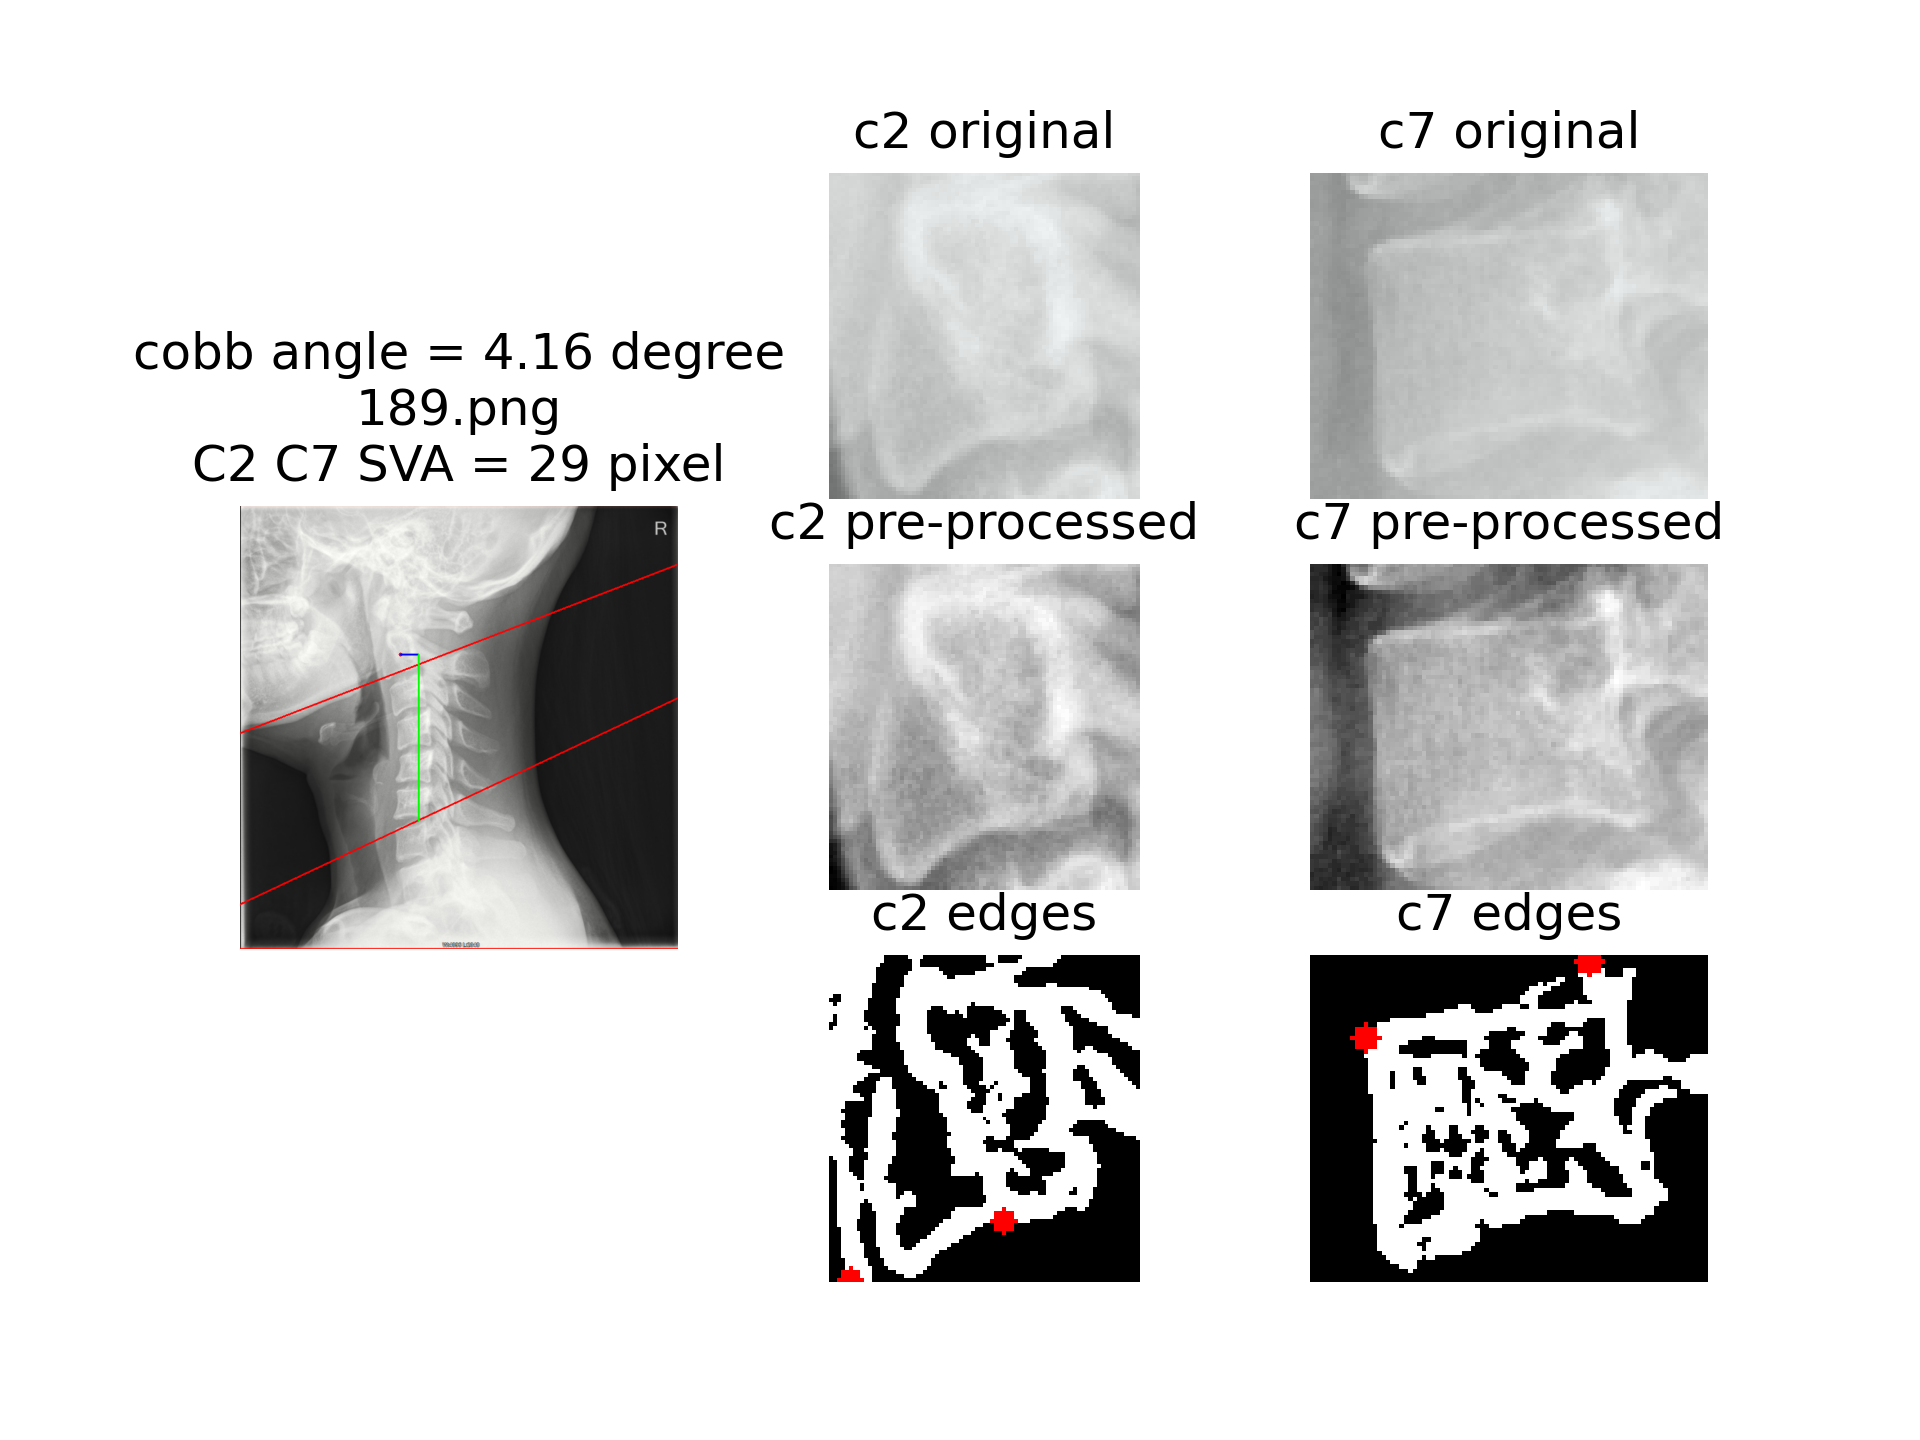 cobb angle = 4.16 degree
189.png
C2 C7 SVA = 29 pixel
R
c2 original
c7 original
c2 pre-processed
c7 pre-processed
c2 edges
c7 edges